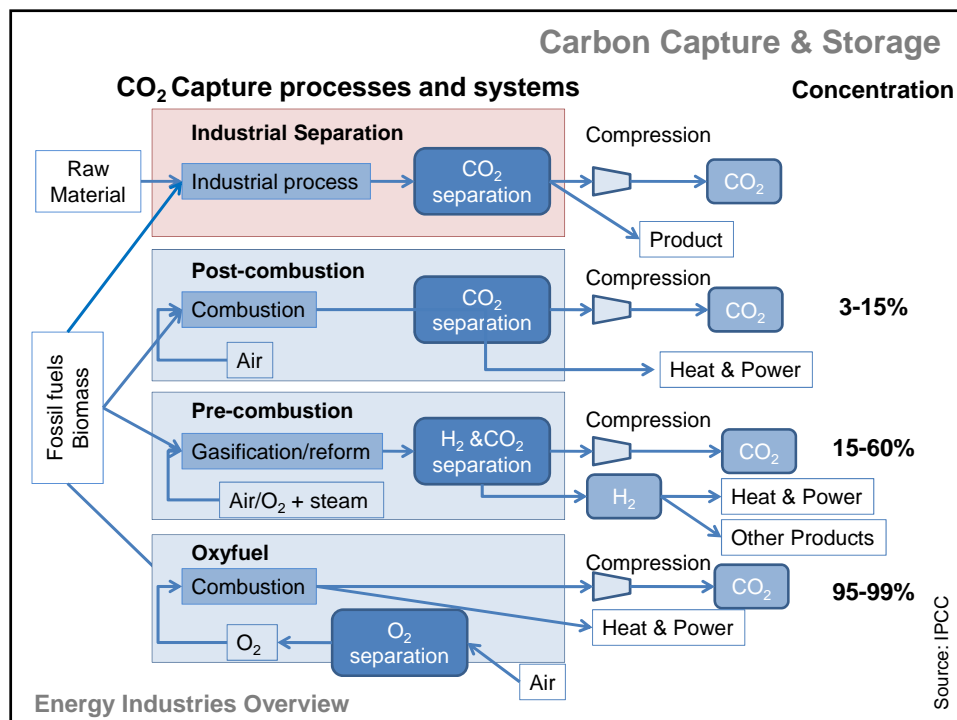 Carbon Capture & Storage
CO₂ Capture processes and systems
Concentration
Industrial Separation
Compression
Raw
Material
Industrial process
CO₂
separation
CO₂
Product
Post-combustion
Compression
Combustion
CO₂
separation
CO₂
3-15%
Air
Heat & Power
Fossil fuels
Biomass
Pre-combustion
Compression
Gasification/reform
H₂ &CO₂
separation
CO₂
15-60%
Air/O₂ + steam
H₂
Heat & Power
Other Products
Oxyfuel
Compression
Combustion
CO₂
95-99%
O₂
O₂
separation
Heat & Power
Air
Source: IPCC
Energy Industries Overview